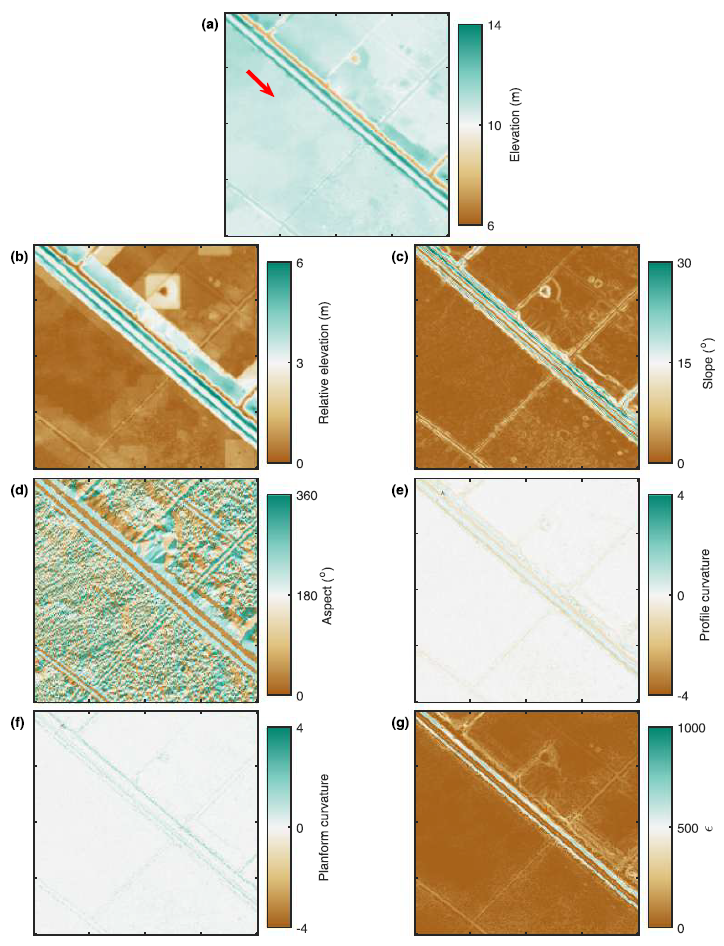 (a)
14
10
6
Elevation (m)
(b)
6
3
0
Relative elevation (m)
(c)
30
15
0
Slope (°)
(d)
360
180
0
Aspect (°)
(e)
4
0
-4
Profile curvature
(f)
4
0
-4
Planform curvature
(g)
1000
500
0
ϵ